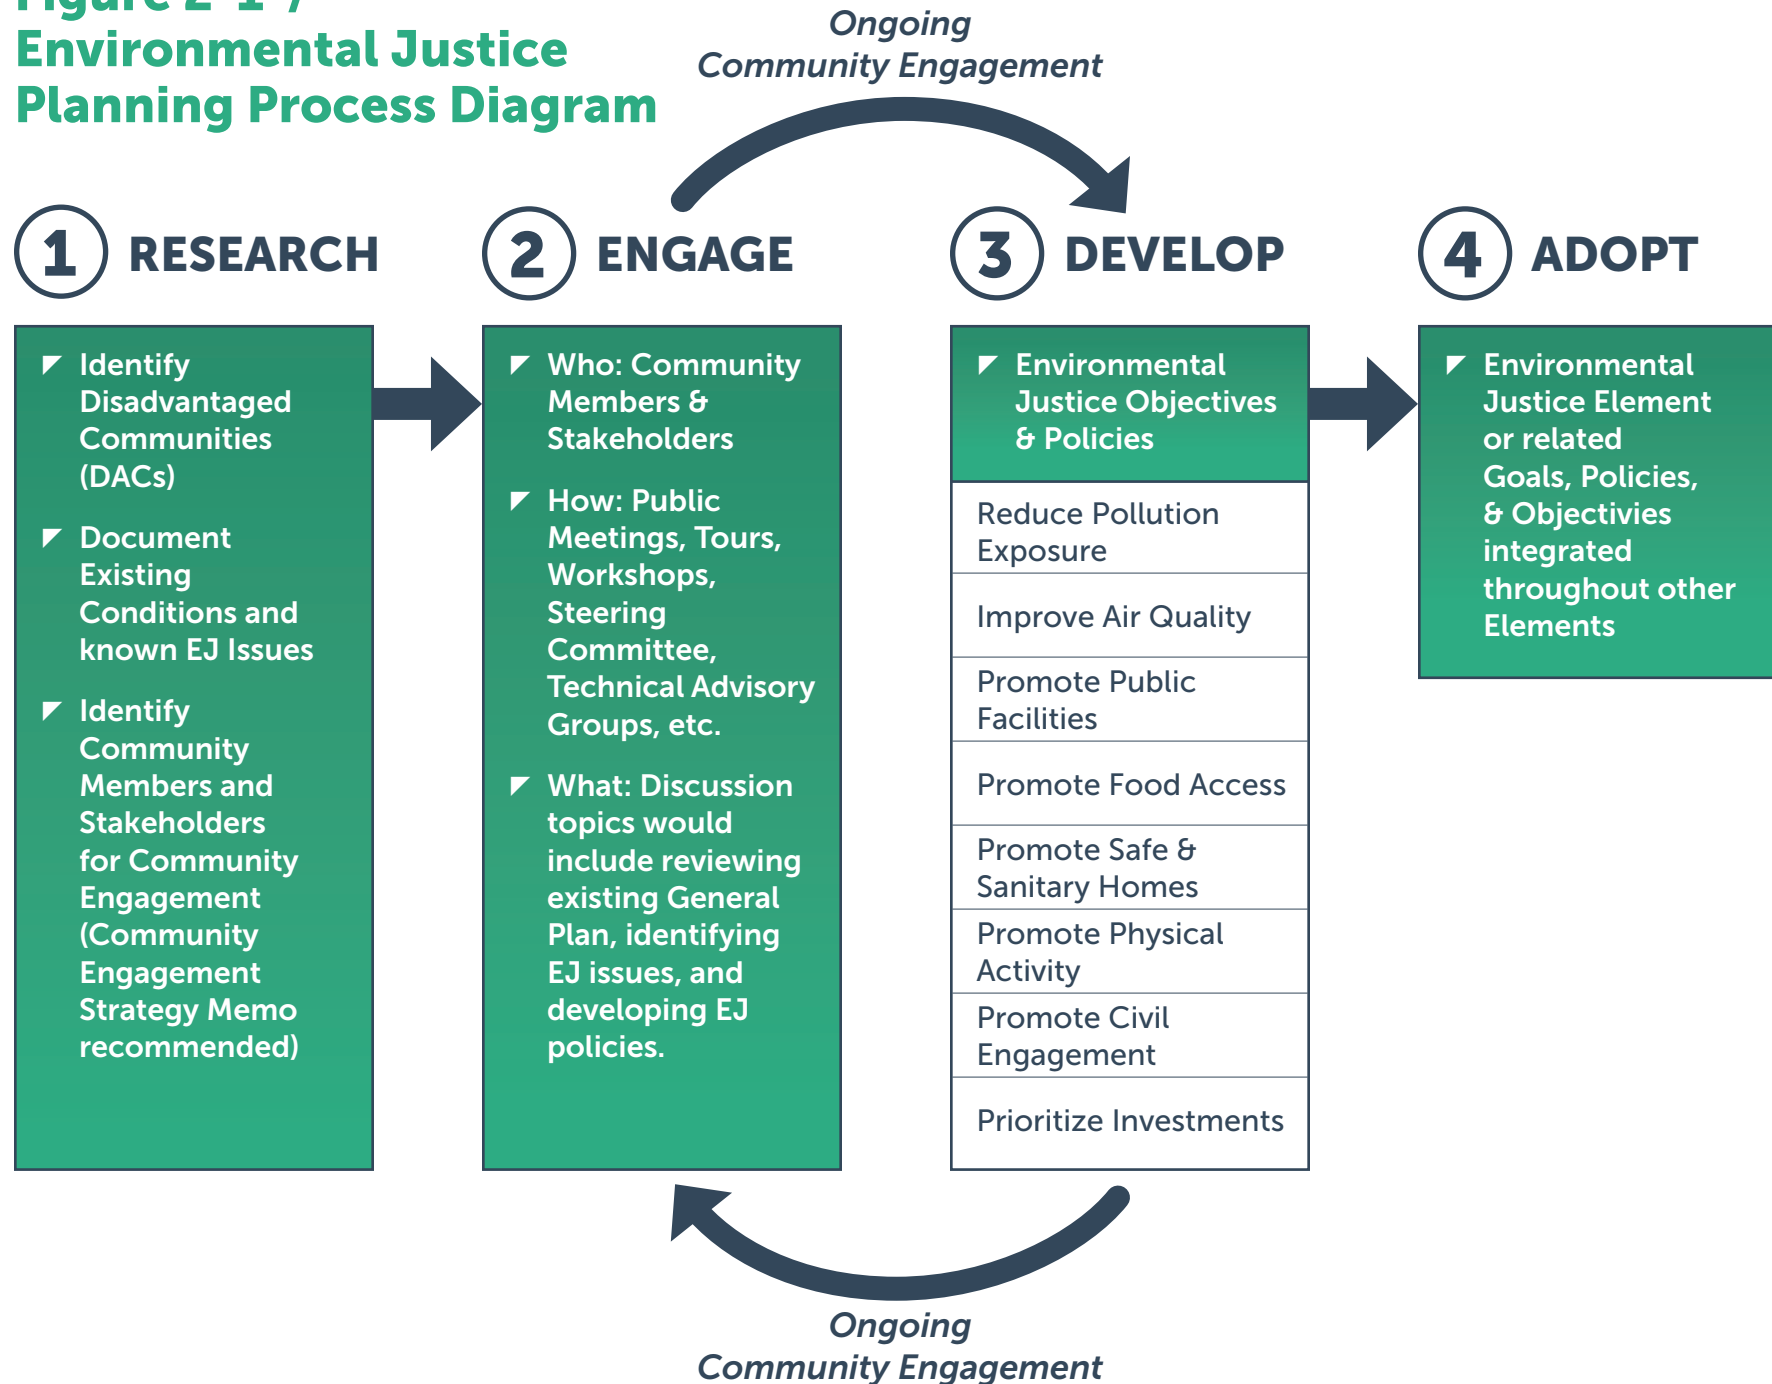 Figure 2-1 /
Environmental Justice
Planning Process Diagram
Ongoing
Community Engagement
1 RESEARCH
Identify
Disadvantaged
Communities
(DACs)
Document
Existing
Conditions and
known EJ Issues
Identify
Community
Members and
Stakeholders
for Community
Engagement
(Community
Engagement
Strategy Memo
recommended)
2 ENGAGE
Who: Community
Members &
Stakeholders
How: Public
Meetings, Tours,
Workshops,
Steering
Committee,
Technical Advisory
Groups, etc.
What: Discussion
topics would
include reviewing
existing General
Plan, identifying
EJ issues, and
developing EJ
policies.
3 DEVELOP
Environmental
Justice Objectives
& Policies
Reduce Pollution
Exposure
Improve Air Quality
Promote Public
Facilities
Promote Food Access
Promote Safe &
Sanitary Homes
Promote Physical
Activity
Promote Civil
Engagement
Prioritize Investments
4 ADOPT
Environmental
Justice Element
or related
Goals, Policies,
& Objectivies
integrated
throughout other
Elements
Ongoing
Community Engagement